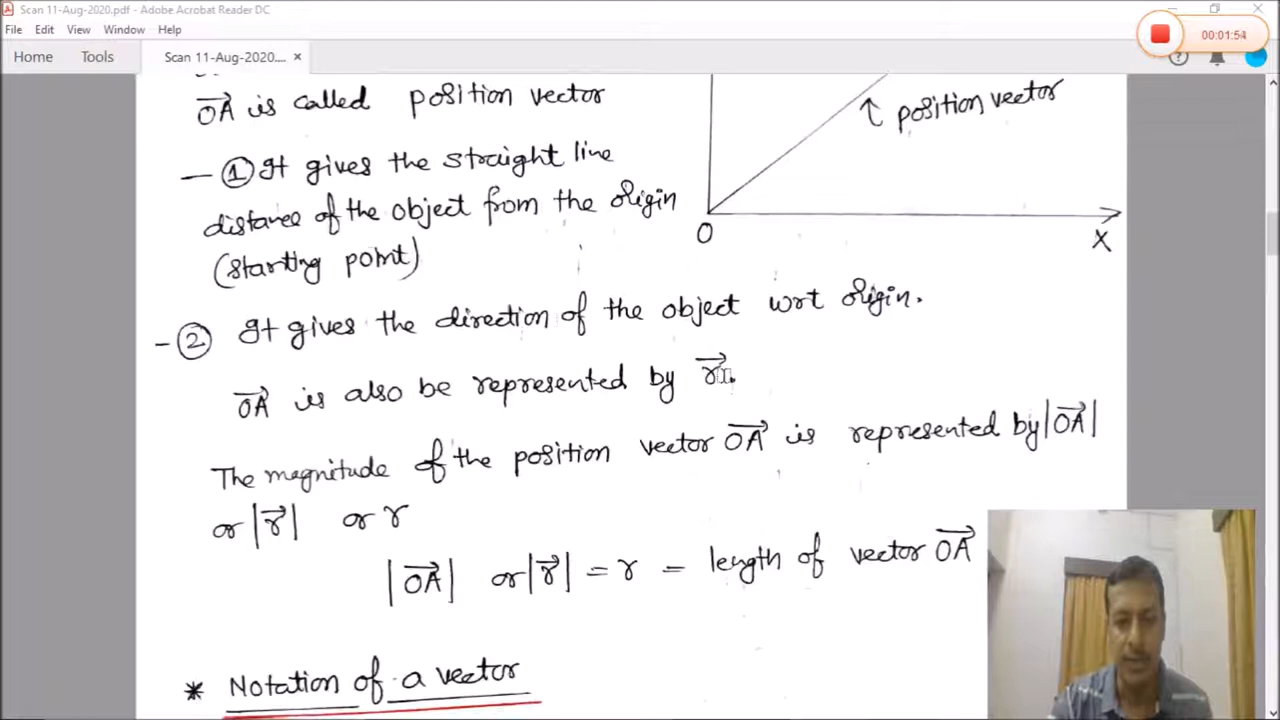 Scan 11-Aug-2020.pdf - Adobe Acrobat Reader DC
File Edit View Window Help
00:01:54
Home Tools Scan 11-Aug-2020.... ×
OA⃗ is called position vector
position vector
- ① It gives the straight line
distance of the object from the origin
(starting point)
O
X
- ② It gives the direction of the object wrt origin.
OA⃗ is also be represented by r⃗.
The magnitude of the position vector OA⃗ is represented by |OA⃗|
or |r⃗| or r
|OA⃗| or |r⃗| = r = length of vector OA⃗
* Notation of a vector